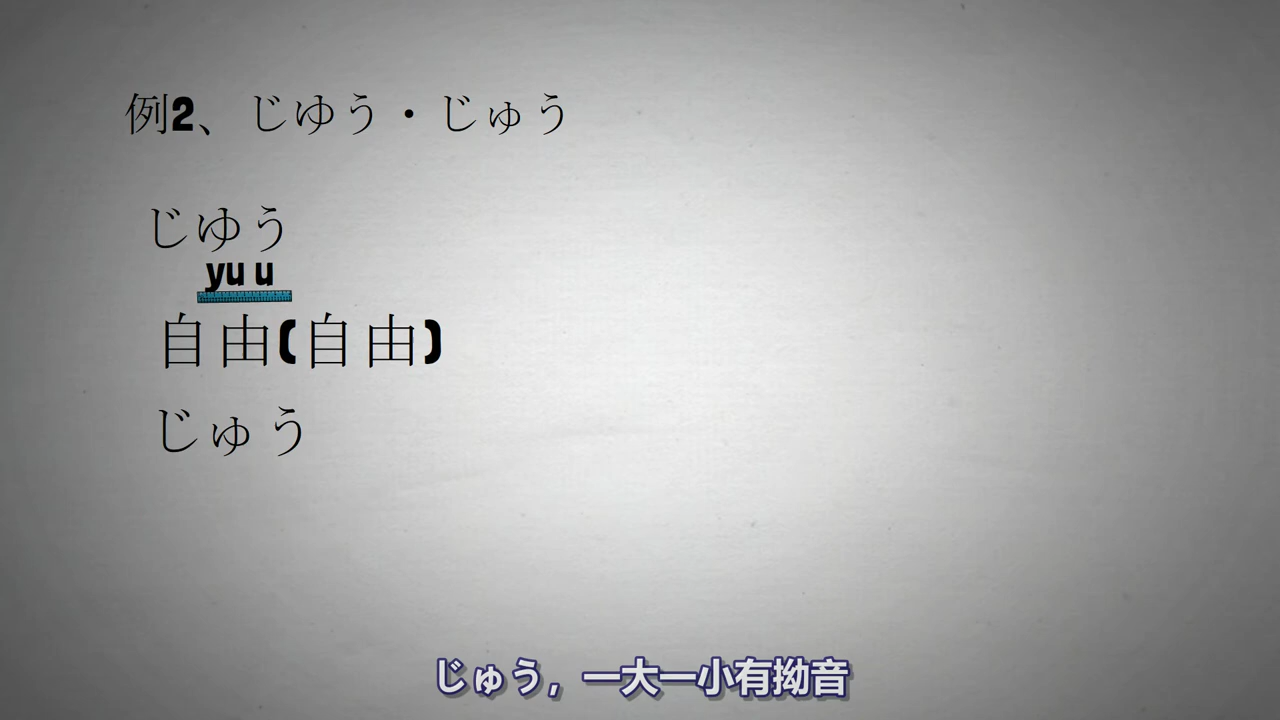 例2、じゆう・じゅう
じゆう
yu u
自由(自由)
じゅう
じゅう，一大一小有拗音